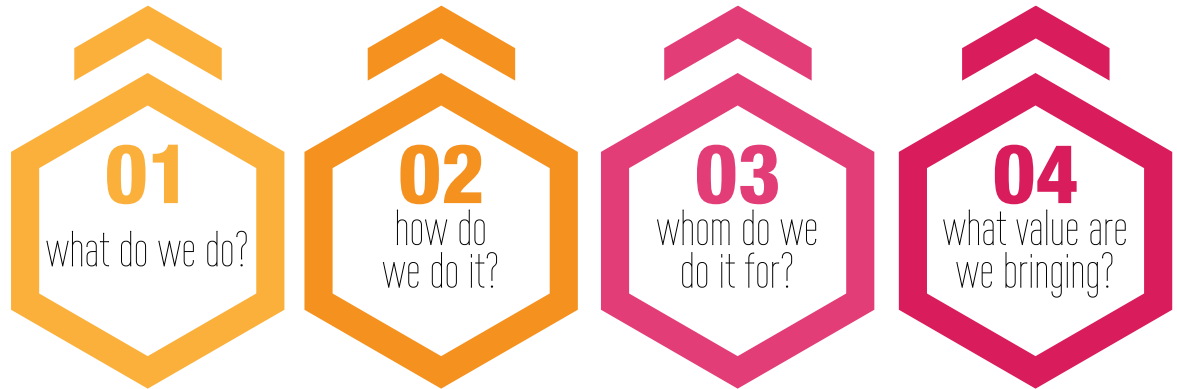 01
what do we do?
02
how do
we do it?
03
whom do we
do it for?
04
what value are
we bringing?